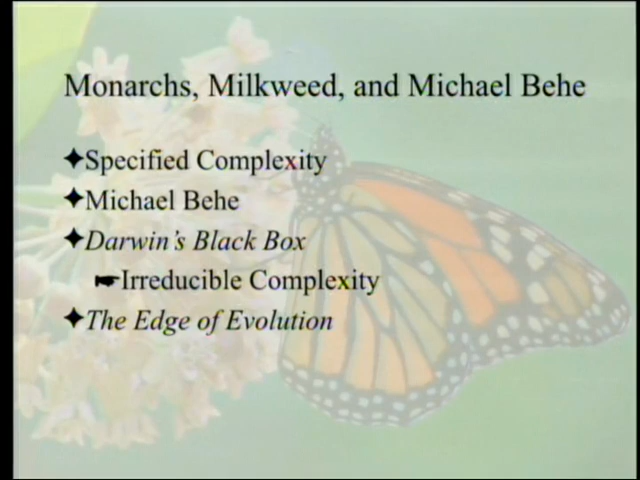 Monarchs, Milkweed, and Michael Behe
Specified Complexity
Michael Behe
Darwin's Black Box
Irreducible Complexity
The Edge of Evolution